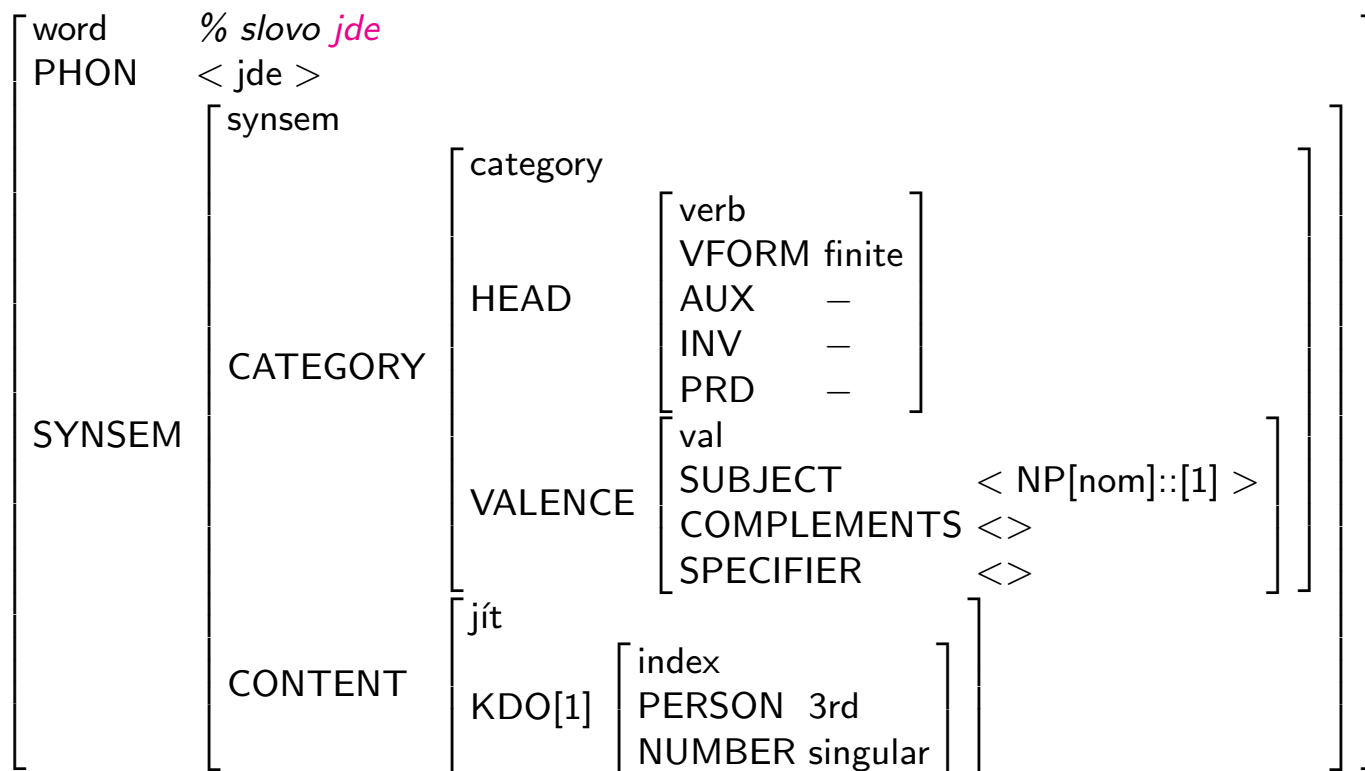 word % slovo jde
PHON < jde >
synsem
category
verb
VFORM finite
HEAD AUX −
INV −
CATEGORY PRD −
SYNSEM val
SUBJECT < NP[nom]::[1] >
VALENCE COMPLEMENTS <>
SPECIFIER <>
jít
index
CONTENT KDO[1] PERSON 3rd
NUMBER singular